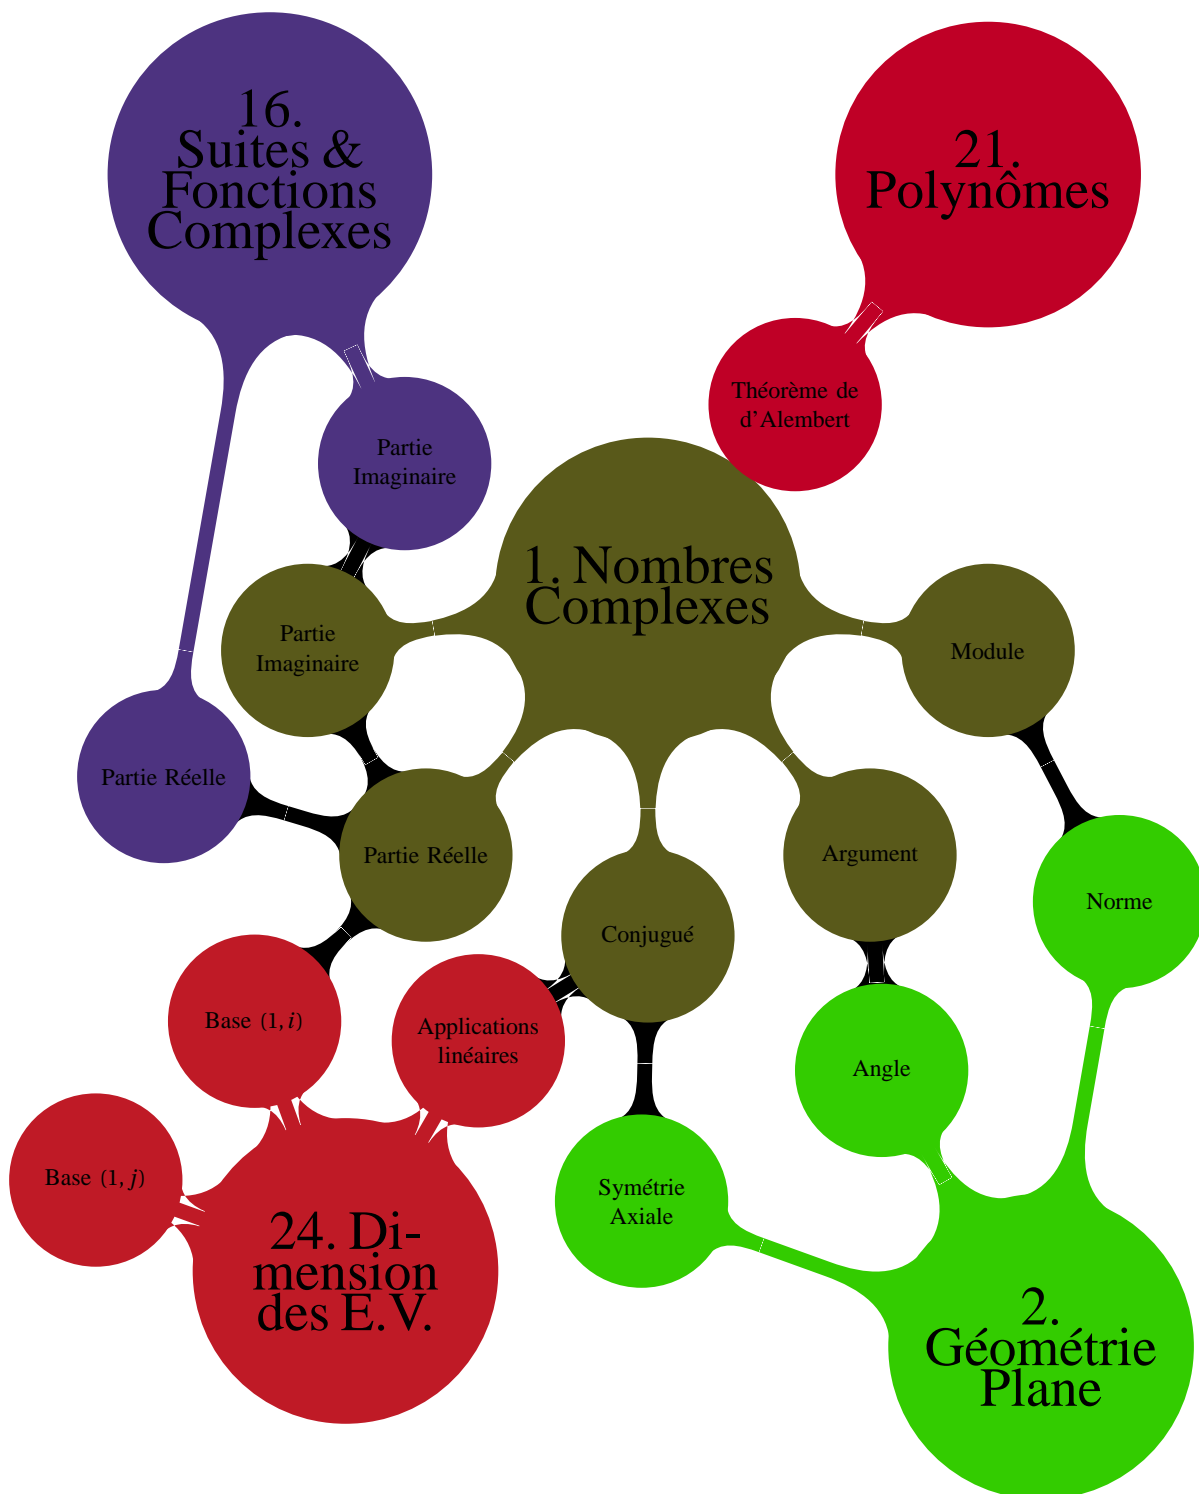 16.
Suites &
Fonctions
Complexes
21.
Polynômes
Théorème de
d'Alembert
Partie
Imaginaire
1. Nombres
Complexes
Partie
Imaginaire
Module
Partie Réelle
Partie Réelle
Argument
Norme
Conjugué
Base (1, i)
Applications
linéaires
Angle
Base (1, j)
Symétrie
Axiale
24. Di-
mension
des E.V.
2.
Géométrie
Plane